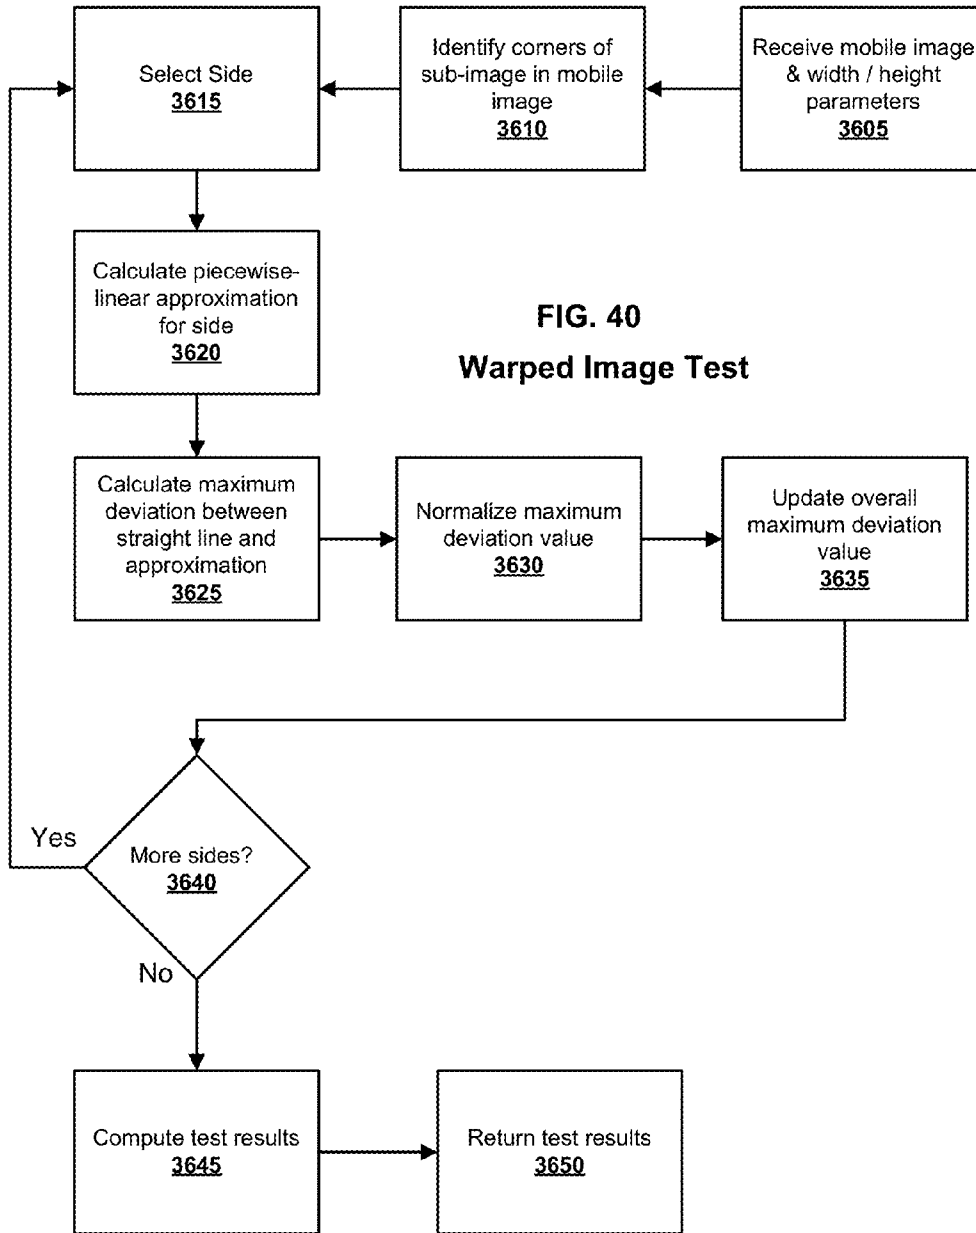 Receive mobile image
& width / height
parameters
3605
Identify corners of
sub-image in mobile
image
3610
Select Side
3615
Calculate piecewise-
linear approximation
for side
3620
FIG. 40
Warped Image Test
Calculate maximum
deviation between
straight line and
approximation
3625
Normalize maximum
deviation value
3630
Update overall
maximum deviation
value
3635
Yes
More sides?
3640
No
Compute test results
3645
Return test results
3650